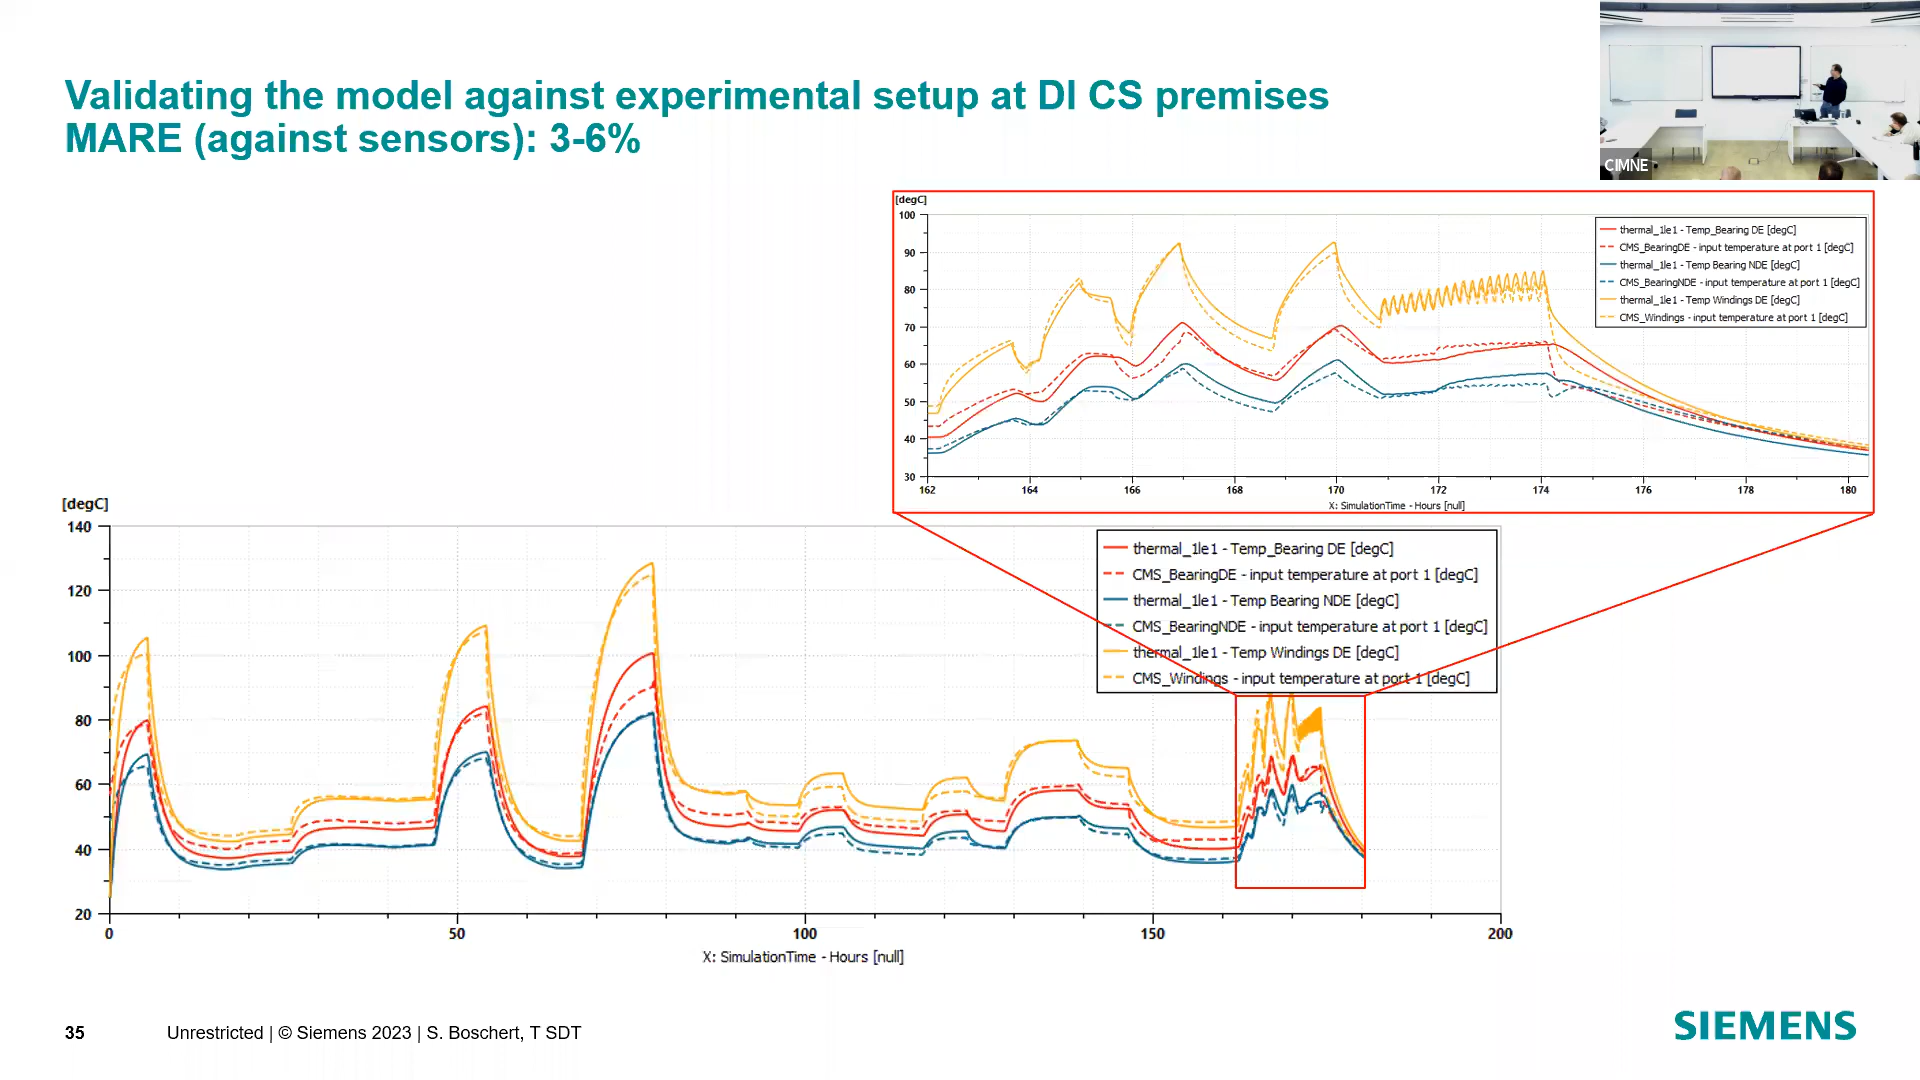 Validating the model against experimental setup at DI CS premises
MARE (against sensors): 3-6%
CIMNE
[degC]
100
90
80
70
60
50
40
30
162 164 166 168 170 172 174 176 178 180
X: SimulationTime - Hours [null]
thermal_1le1 - Temp_Bearing DE [degC]
CMS_BearingDE - input temperature at port 1 [degC]
thermal_1le1 - Temp Bearing NDE [degC]
CMS_BearingNDE - input temperature at port 1 [degC]
thermal_1le1 - Temp Windings DE [degC]
CMS_Windings - input temperature at port 1 [degC]
[degC]
140
120
100
80
60
40
20
0 50 100 150 200
X: SimulationTime - Hours [null]
thermal_1le1 - Temp_Bearing DE [degC]
CMS_BearingDE - input temperature at port 1 [degC]
thermal_1le1 - Temp Bearing NDE [degC]
CMS_BearingNDE - input temperature at port 1 [degC]
thermal_1le1 - Temp Windings DE [degC]
CMS_Windings - input temperature at port 1 [degC]
35 Unrestricted | © Siemens 2023 | S. Boschert, T SDT
SIEMENS